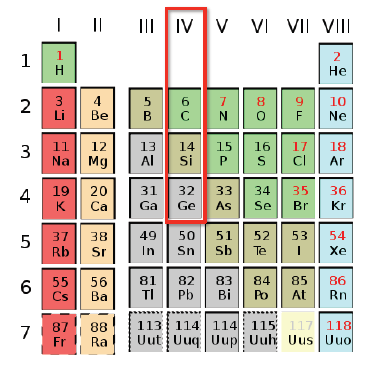 I II III IV V VI VII VIII
1 1 2
H He
2 3 4 5 6 7 8 9 10
Li Be B C N O F Ne
3 11 12 13 14 15 16 17 18
Na Mg Al Si P S Cl Ar
4 19 20 31 32 33 34 35 36
K Ca Ga Ge As Se Br Kr
5 37 38 49 50 51 52 53 54
Rb Sr In Sn Sb Te I Xe
6 55 56 81 82 83 84 85 86
Cs Ba Tl Pb Bi Po At Rn
7 87 88 113 114 114 115 117 118
Fr Ra Uut Uuq Uup Uuh Uus Uuo